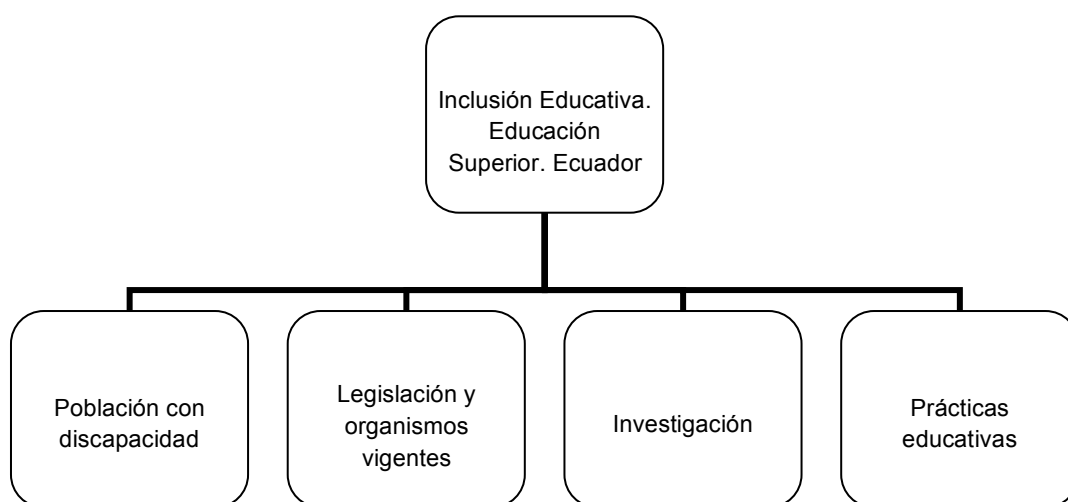 Inclusión Educativa.
Educación
Superior. Ecuador
Población con
discapacidad
Legislación y
organismos
vigentes
Investigación
Prácticas
educativas